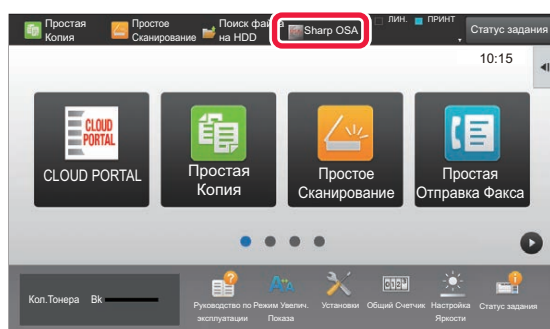 Простая
Копия
Простое
Сканирование
Поиск файла
на HDD
Sharp OSA
ЛИН.
ПРИНТ
Статус задания
10:15
CLOUD
PORTAL
CLOUD PORTAL
Простая
Копия
Простое
Сканирование
Простая
Отправка Факса
Кол.Тонера Bk
Руководство по
эксплуатации
Режим Увелич.
Показа
Установки
Общий Счетчик
Настройка
Яркости
Статус задания